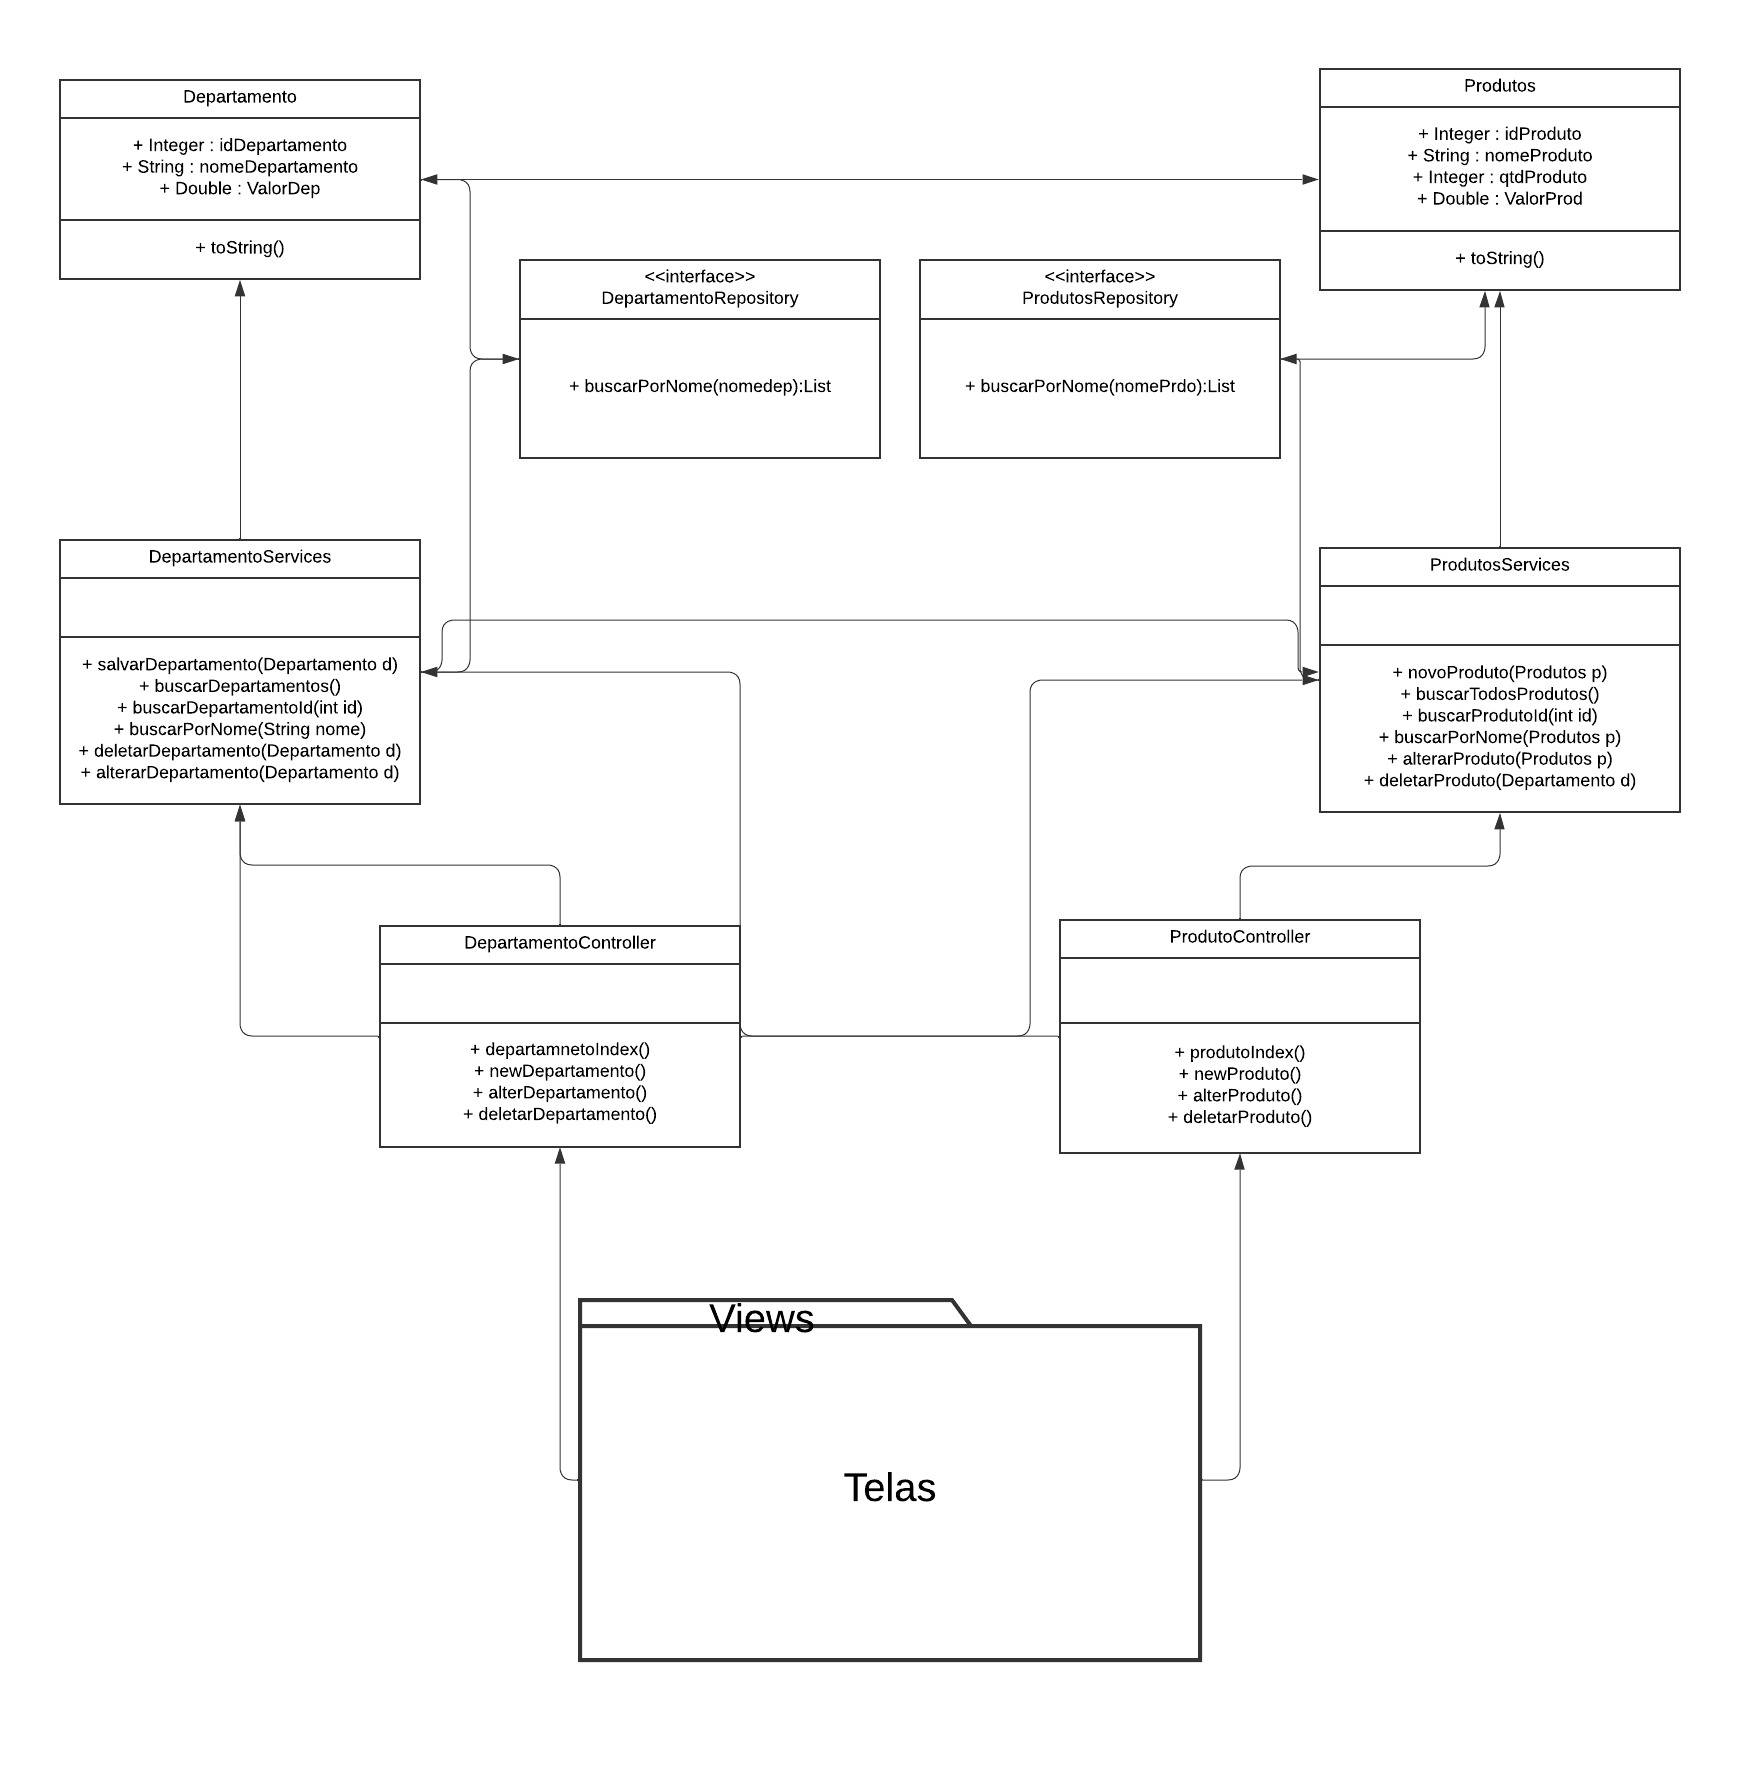 Departamento
+ Integer : idDepartamento
+ String : nomeDepartamento
+ Double : ValorDep
+ toString()
Produtos
+ Integer : idProduto
+ String : nomeProduto
+ Integer : qtdProduto
+ Double : ValorProd
+ toString()
<<interface>>
DepartamentoRepository
+ buscarPorNome(nomedep):List
<<interface>>
ProdutosRepository
+ buscarPorNome(nomePrdo):List
DepartamentoServices
+ salvarDepartamento(Departamento d)
+ buscarDepartamentos()
+ buscarDepartamentoId(int id)
+ buscarPorNome(String nome)
+ deletarDepartamento(Departamento d)
+ alterarDepartamento(Departamento d)
ProdutosServices
+ novoProduto(Produtos p)
+ buscarTodosProdutos()
+ buscarProdutoId(int id)
+ buscarPorNome(Produtos p)
+ alterarProduto(Produtos p)
+ deletarProduto(Departamento d)
DepartamentoController
+ departamnetoIndex()
+ newDepartamento()
+ alterDepartamento()
+ deletarDepartamento()
ProdutoController
+ produtoIndex()
+ newProduto()
+ alterProduto()
+ deletarProduto()
Views
Telas